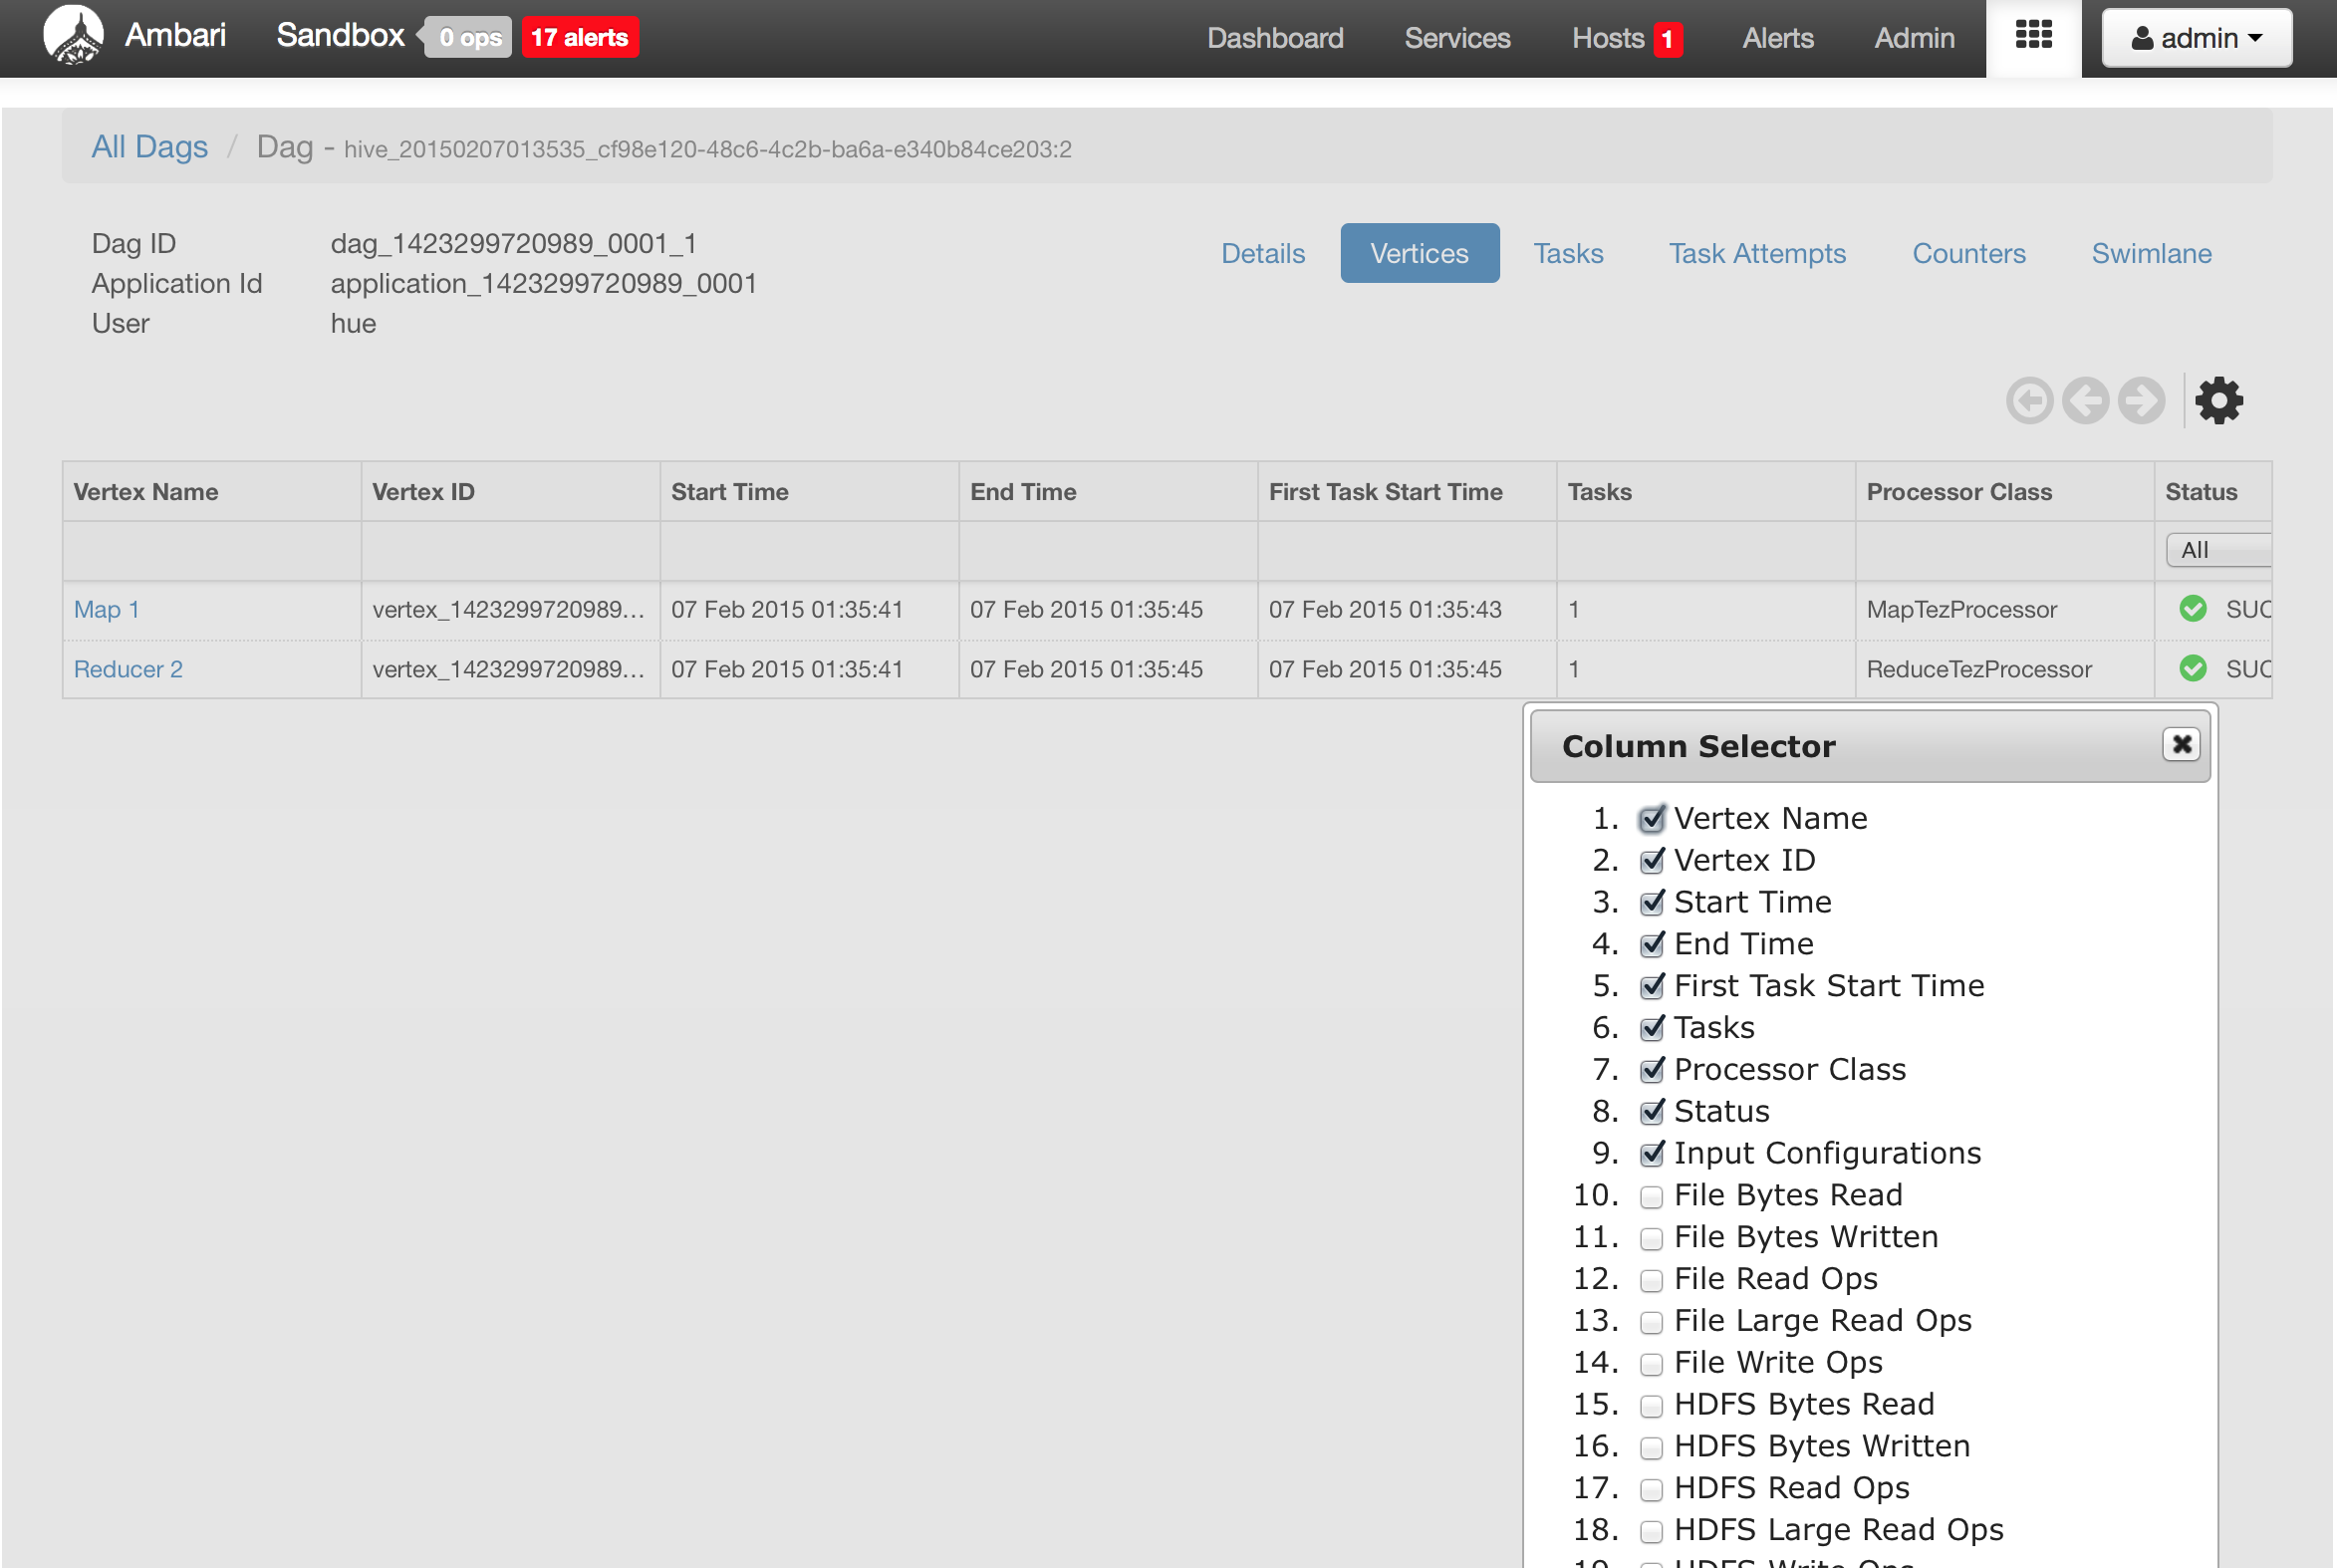 Ambari Sandbox 0 ops 17 alerts Dashboard Services Hosts 1 Alerts Admin admin
All Dags / Dag - hive_20150207013535_cf98e120-48c6-4c2b-ba6a-e340b84ce203:2
Dag ID dag_1423299720989_0001_1
Application Id application_1423299720989_0001
User hue
Details Vertices Tasks Task Attempts Counters Swimlane
Vertex Name Vertex ID Start Time End Time First Task Start Time Tasks Processor Class Status
All
Map 1 vertex_1423299720989... 07 Feb 2015 01:35:41 07 Feb 2015 01:35:45 07 Feb 2015 01:35:43 1 MapTezProcessor SUC
Reducer 2 vertex_1423299720989... 07 Feb 2015 01:35:41 07 Feb 2015 01:35:45 07 Feb 2015 01:35:45 1 ReduceTezProcessor SUC
Column Selector
1. Vertex Name
2. Vertex ID
3. Start Time
4. End Time
5. First Task Start Time
6. Tasks
7. Processor Class
8. Status
9. Input Configurations
10. File Bytes Read
11. File Bytes Written
12. File Read Ops
13. File Large Read Ops
14. File Write Ops
15. HDFS Bytes Read
16. HDFS Bytes Written
17. HDFS Read Ops
18. HDFS Large Read Ops
19. HDFS Write Ops